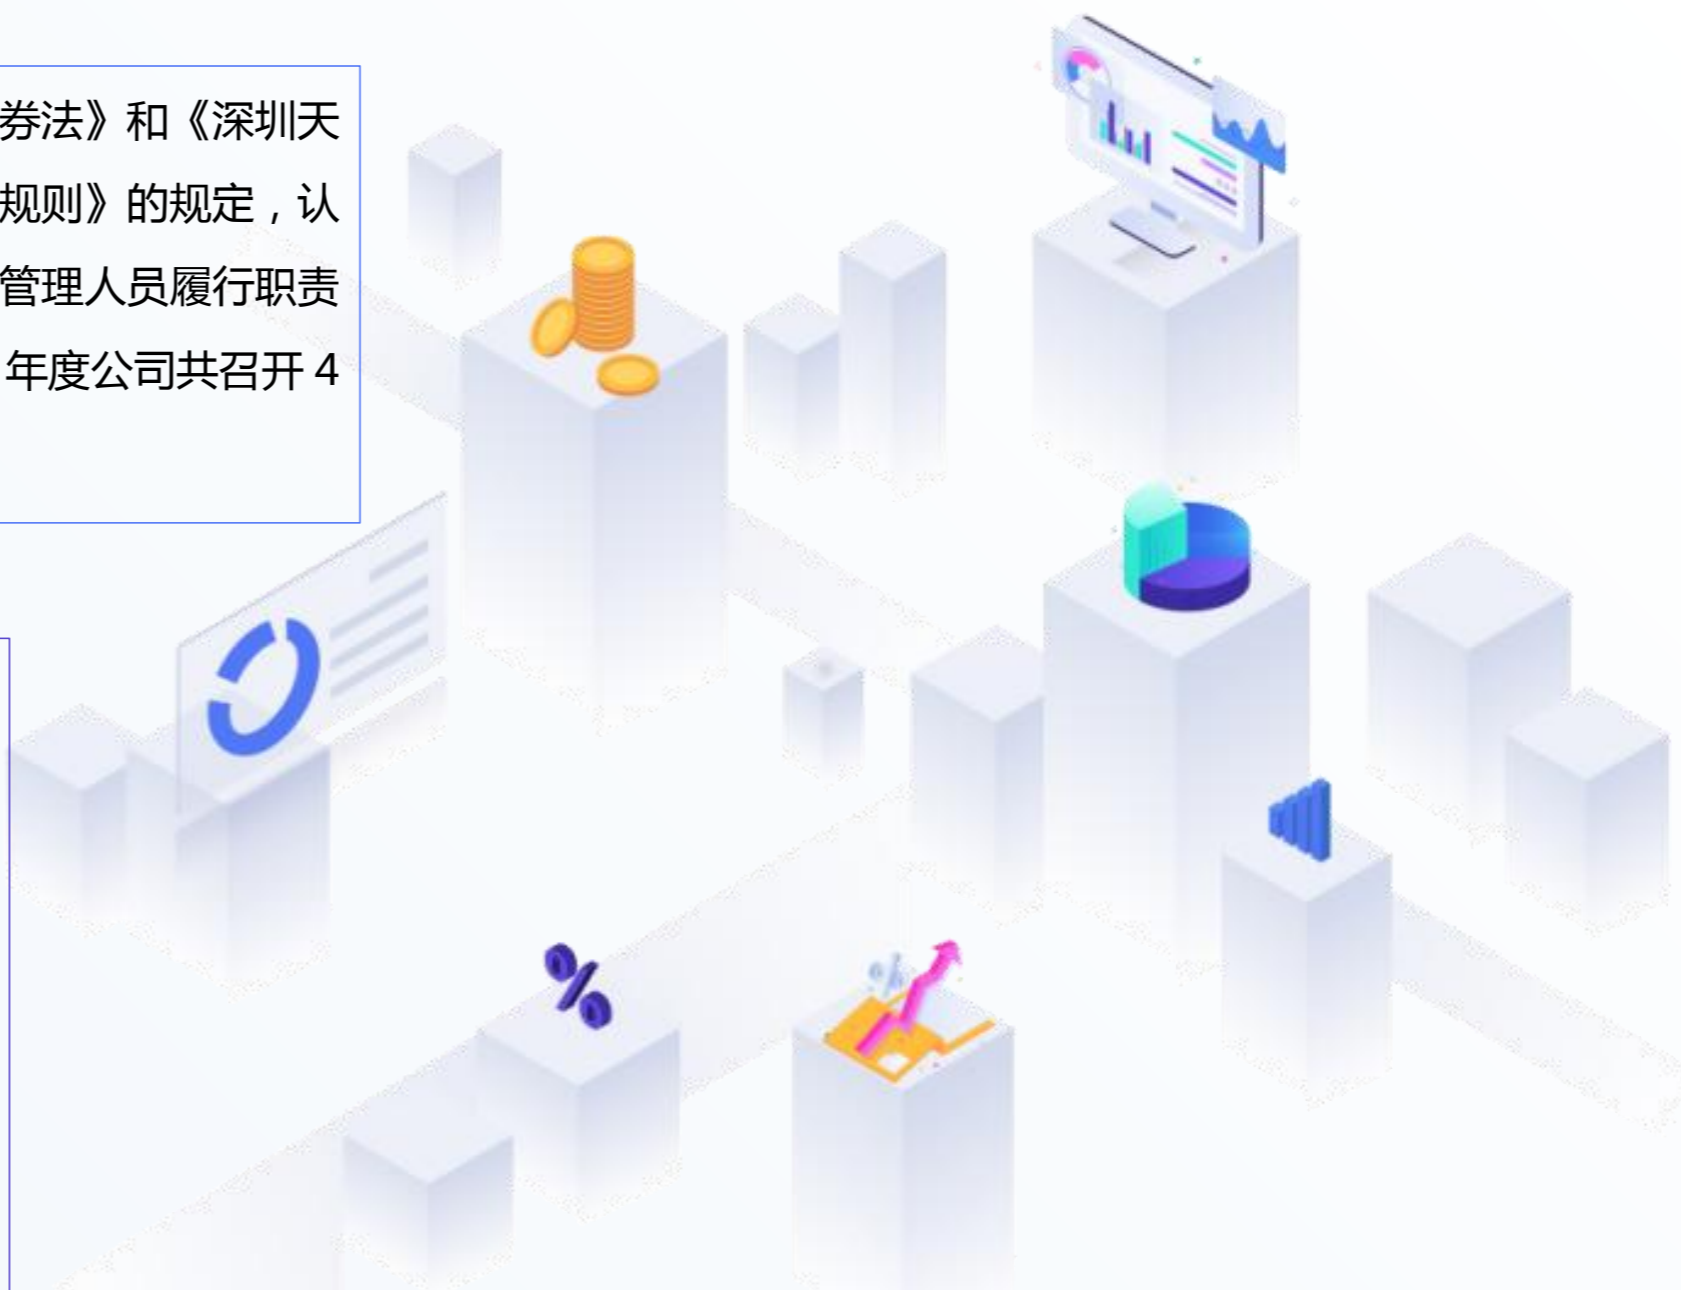 券法》和《深圳天
规则》的规定，认
管理人员履行职责
年度公司共召开 4